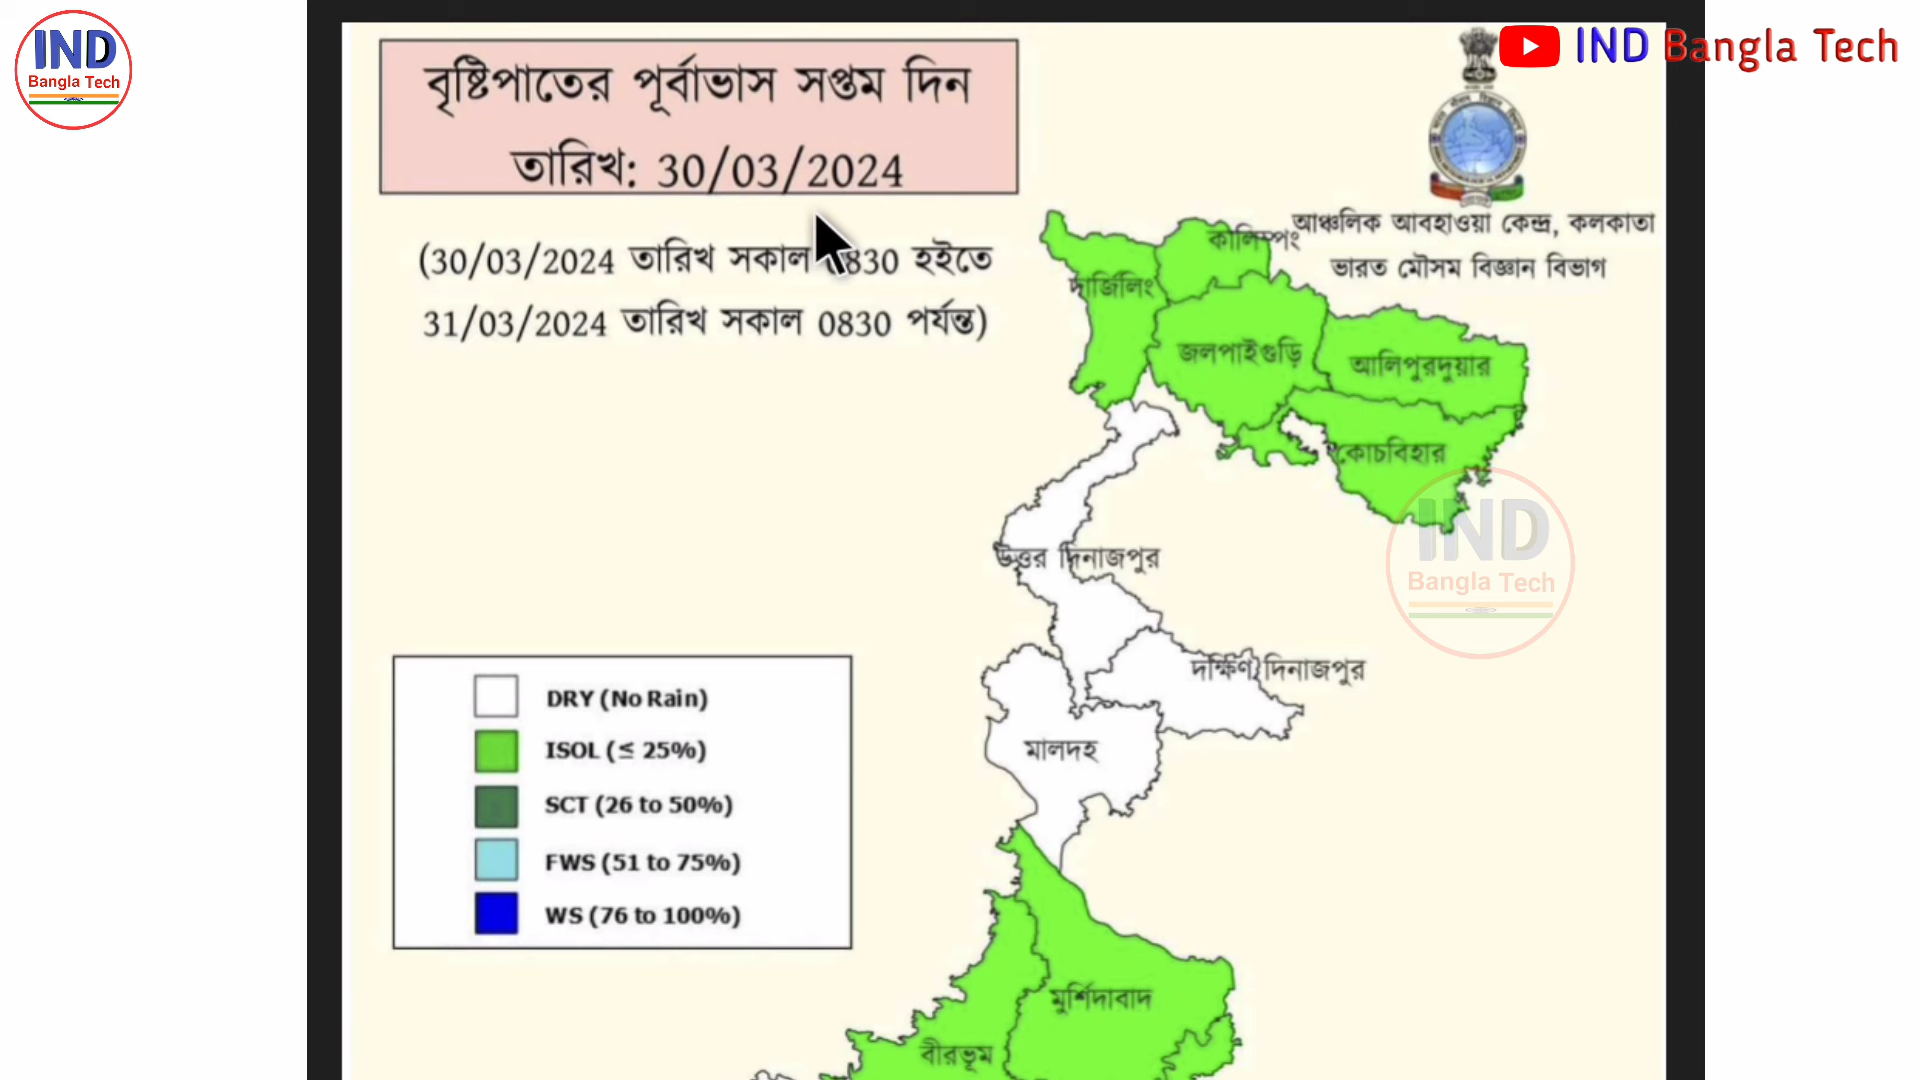 IND
Bangla Tech
IND Bangla Tech
বৃষ্টিপাতের পূর্বাভাস সপ্তম দিন
তারিখ: 30/03/2024
(30/03/2024 তারিখ সকাল 0830 হইতে
31/03/2024 তারিখ সকাল 0830 পর্যন্ত)
আঞ্চলিক আবহাওয়া কেন্দ্র, কলকাতা
ভারত মৌসম বিজ্ঞান বিভাগ
কালিম্পং
দার্জিলিং
জলপাইগুড়ি
আলিপুরদুয়ার
কোচবিহার
IND
Bangla Tech
উত্তর দিনাজপুর
দক্ষিণ দিনাজপুর
মালদহ
মুর্শিদাবাদ
বীরভূম
DRY (No Rain)
ISOL (≤ 25%)
SCT (26 to 50%)
FWS (51 to 75%)
WS (76 to 100%)